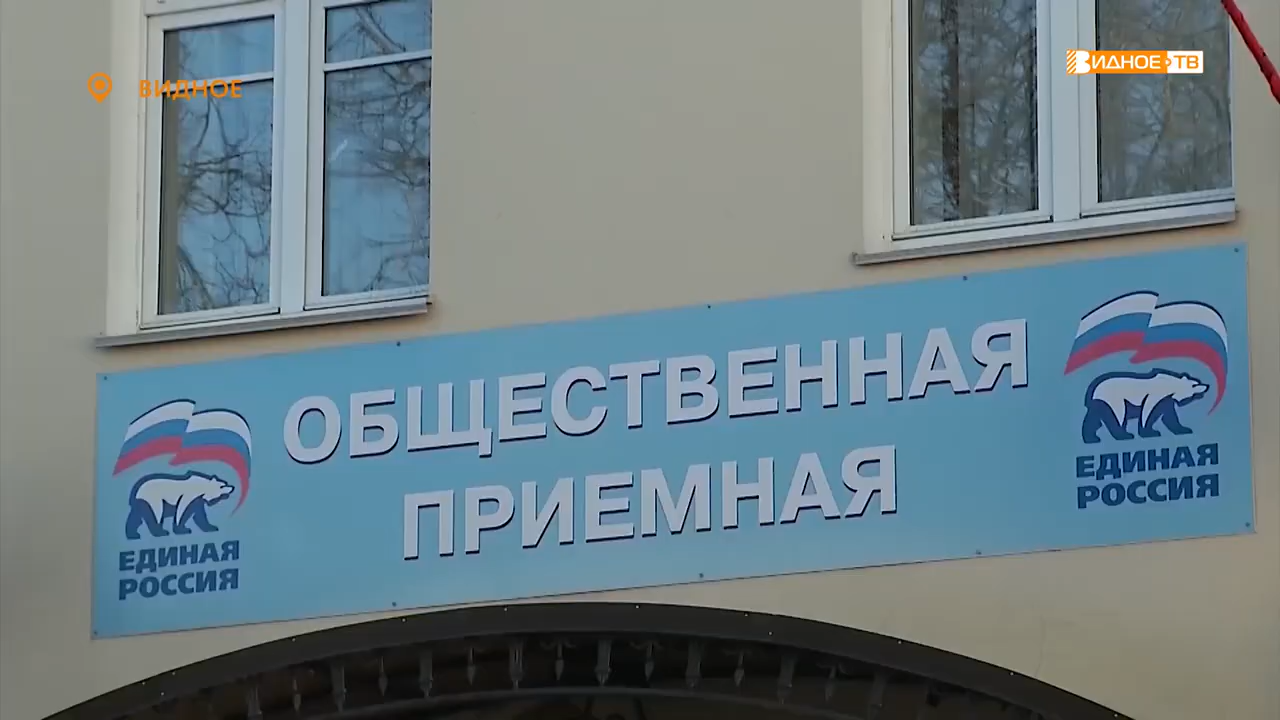 ВИДНОЕ
ВИДНОЕ ТВ
ОБЩЕСТВЕННАЯ
ПРИЕМНАЯ
ЕДИНАЯ
РОССИЯ
ЕДИНАЯ
РОССИЯ